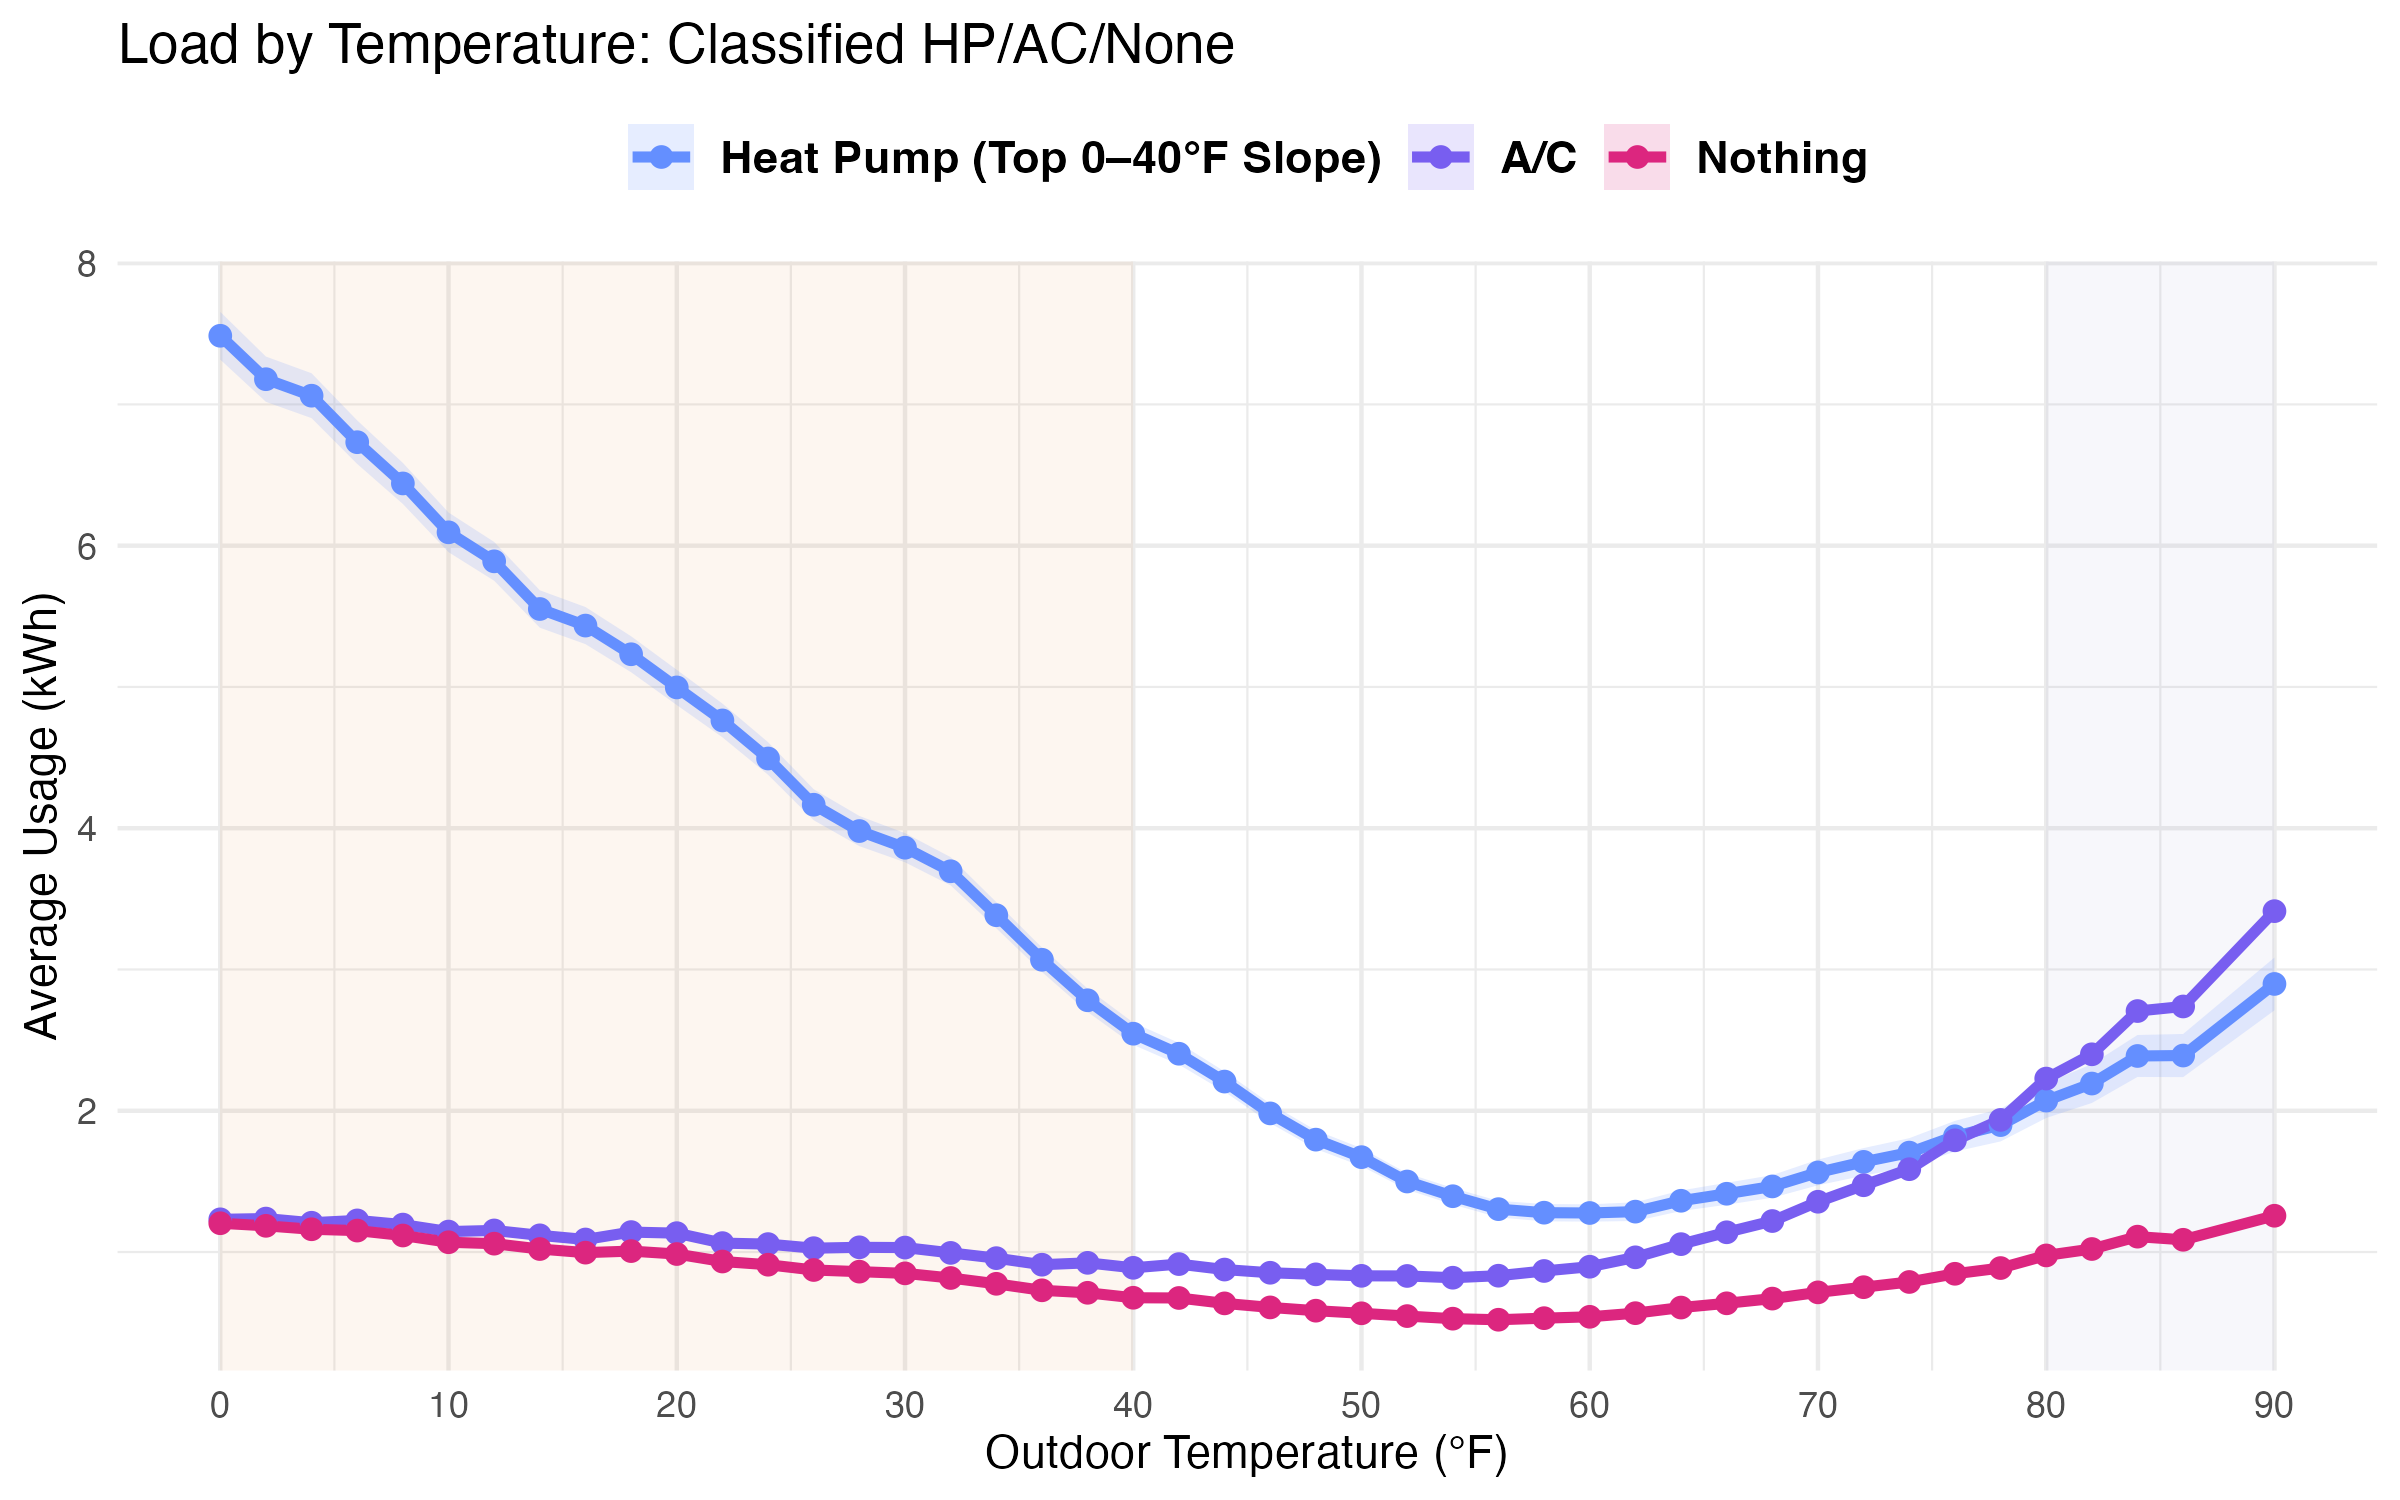 Load by Temperature: Classified HP/AC/None
Heat Pump (Top 0–40°F Slope) A/C Nothing
8
6
4
2
Average Usage (kWh)
0 10 20 30 40 50 60 70 80 90
Outdoor Temperature (°F)